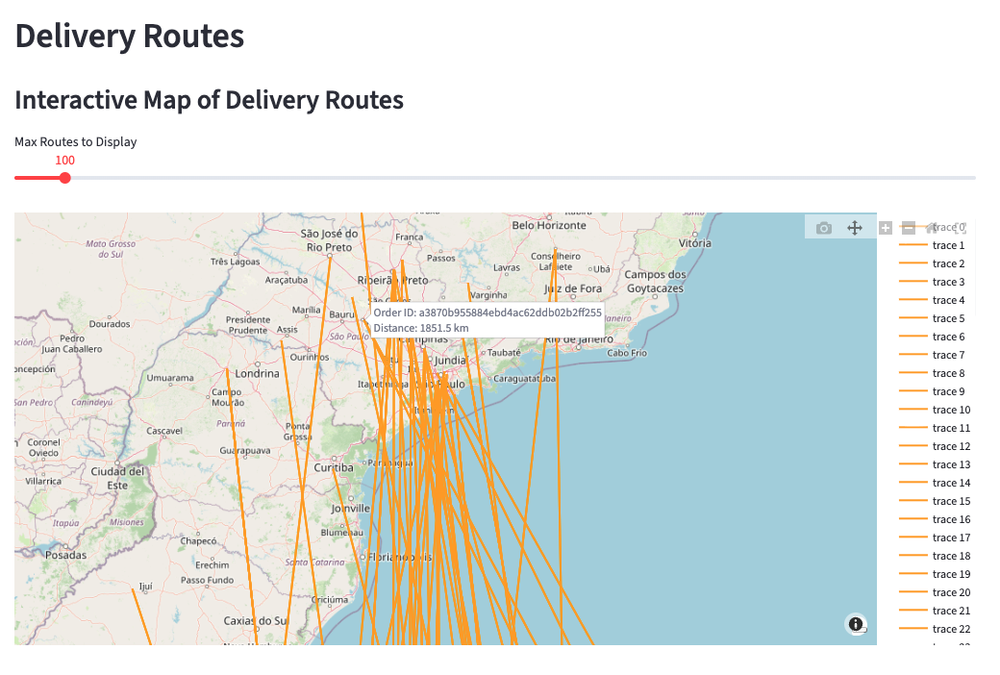 Delivery Routes
Interactive Map of Delivery Routes
Max Routes to Display
100
Mato Grosso
do Sul
São José do
Rio Preto
Franca
Belo Horizonte
Vitória
Três Lagoas
Passos
Lavras
Conselheiro
Lafaiete
Ubá
Araçatuba
Ribeirão Preto
Campos dos
Goytacazes
Varginha
Juiz de Fora
Dourados
Marília
Bauru
Presidente
Prudente
Assis
São Paulo
Order ID: a3870b955884ebd4ac62ddb02b2ff255
Distance: 1851.5 km
Pedro
Juan Caballero
Campinas
Rio de Janeiro
Ourinhos
Jundiaí
Taubaté
Cabo Frio
Concepción
Londrina
Umuarama
Caraguatatuba
São Paulo
Campo
Mourão
San Pedro
Canindeyú
Paraná
Ponta
Grossa
Cascavel
Coronel
Oviedo
Guarapuava
Curitiba
Paranaguá
Villarrica
Ciudad del
Este
Joinville
Itapúa
Misiones
Blumenau
Chapecó
Posadas
Florianópolis
Erechim
Santa Catarina
Ijuí
Passo Fundo
Criciúma
Caxias do Sul
trace 0
trace 1
trace 2
trace 3
trace 4
trace 5
trace 6
trace 7
trace 8
trace 9
trace 10
trace 11
trace 12
trace 13
trace 14
trace 15
trace 16
trace 17
trace 18
trace 19
trace 20
trace 21
trace 22